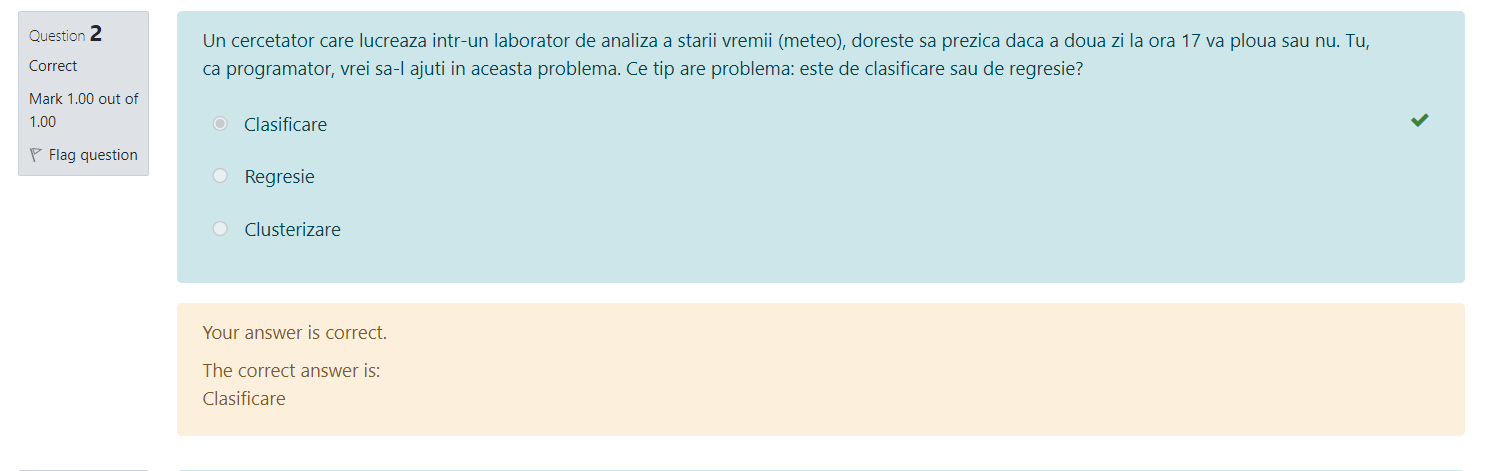 Question 2
Correct
Mark 1.00 out of
1.00
Flag question
Un cercetator care lucreaza intr-un laborator de analiza a starii vremii (meteo), doreste sa prezica daca a doua zi la ora 17 va ploua sau nu. Tu,
ca programator, vrei sa-l ajuti in aceasta problema. Ce tip are problema: este de clasificare sau de regresie?
Clasificare
Regresie
Clusterizare
Your answer is correct.
The correct answer is:
Clasificare